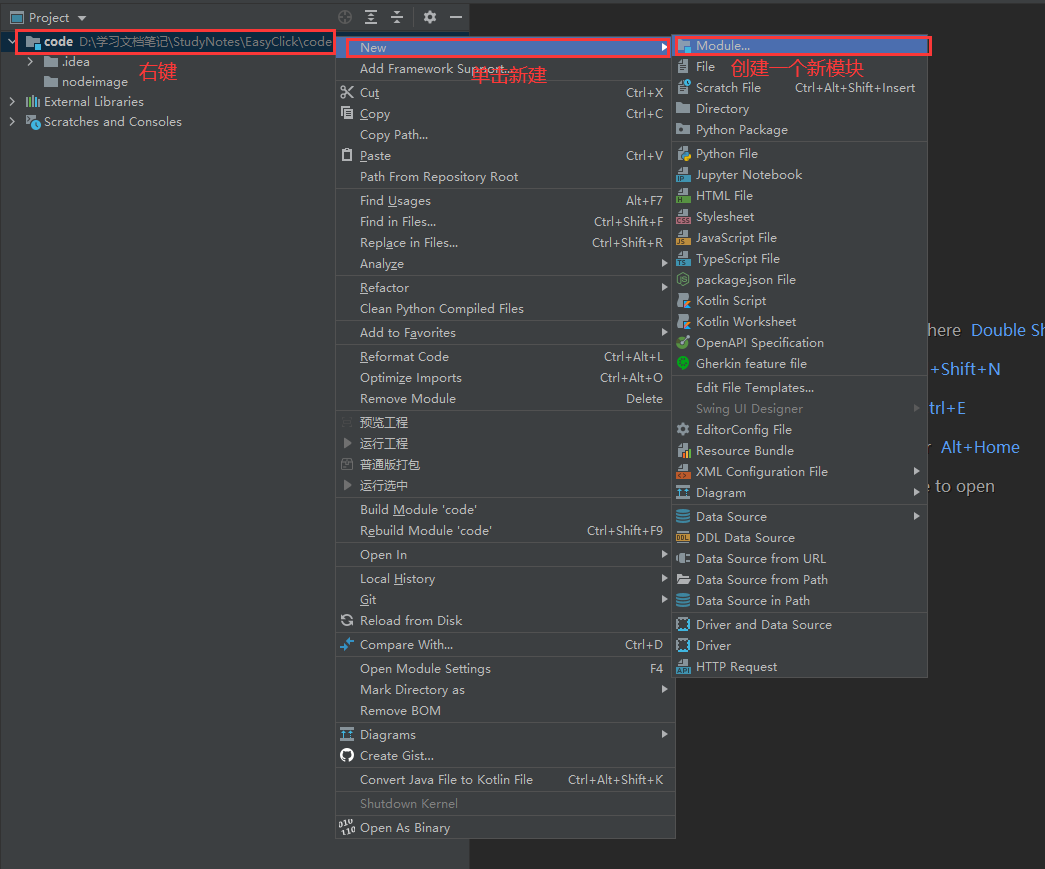 Project
code D:\学习文档笔记\StudyNotes\EasyClick\code
.idea
nodeimage
External Libraries
Scratches and Consoles
右键
New
Add Framework Support...
单击新建
Cut Ctrl+X
Copy Ctrl+C
Copy Path...
Paste Ctrl+V
Path From Repository Root
Find Usages Alt+F7
Find in Files... Ctrl+Shift+F
Replace in Files... Ctrl+Shift+R
Analyze
Refactor
Clean Python Compiled Files
Add to Favorites
Reformat Code Ctrl+Alt+L
Optimize Imports Ctrl+Alt+O
Remove Module Delete
预览工程
运行工程
普通版打包
运行选中
Build Module 'code'
Rebuild Module 'code' Ctrl+Shift+F9
Open In
Local History
Git
Reload from Disk
Compare With... Ctrl+D
Open Module Settings F4
Mark Directory as
Remove BOM
Diagrams
Create Gist...
Convert Java File to Kotlin File Ctrl+Alt+Shift+K
Shutdown Kernel
Open As Binary
Module...
File
创建一个新模块
Scratch File Ctrl+Alt+Shift+Insert
Directory
Python Package
Python File
Jupyter Notebook
HTML File
Stylesheet
JavaScript File
TypeScript File
package.json File
Kotlin Script
Kotlin Worksheet
OpenAPI Specification
Gherkin feature file
Edit File Templates...
Swing UI Designer
EditorConfig File
Resource Bundle
XML Configuration File
Diagram
Data Source
DDL Data Source
Data Source from URL
Data Source from Path
Data Source in Path
Driver and Data Source
Driver
HTTP Request
here Double Sh
+Shift+N
trl+E
Alt+Home
e to open